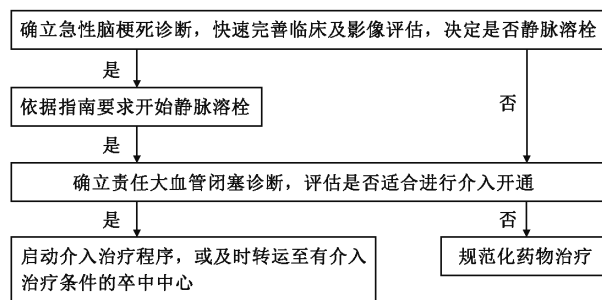 确立急性脑梗死诊断，快速完善临床及影像评估，决定是否静脉溶栓
是
否
依据指南要求开始静脉溶栓
是
确立责任大血管闭塞诊断，评估是否适合进行介入开通
是
否
启动介入治疗程序，或及时转运至有介入
治疗条件的卒中中心
规范化药物治疗